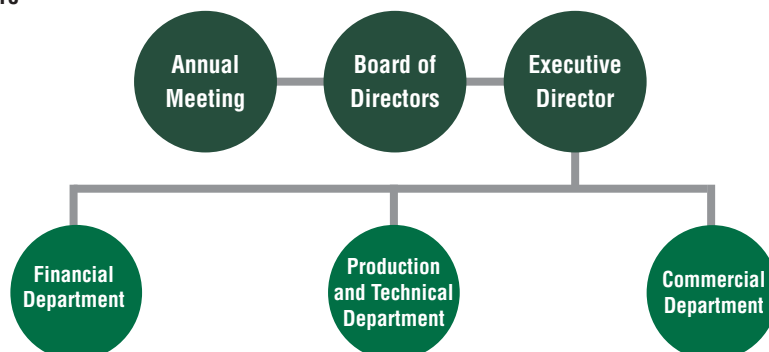 Annual
Meeting
Board of
Directors
Executive
Director
Financial
Department
Production
and Technical
Department
Commercial
Department